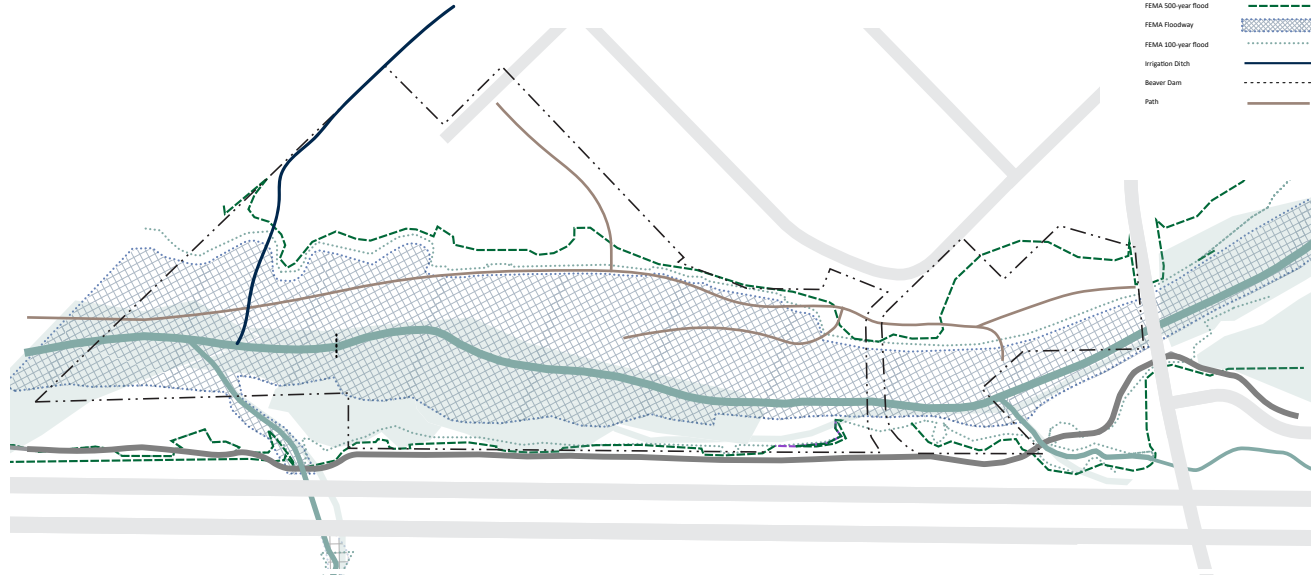 FEMA 500-year flood
FEMA Floodway
FEMA 100-year flood
Irrigation Ditch
Beaver Dam
Path